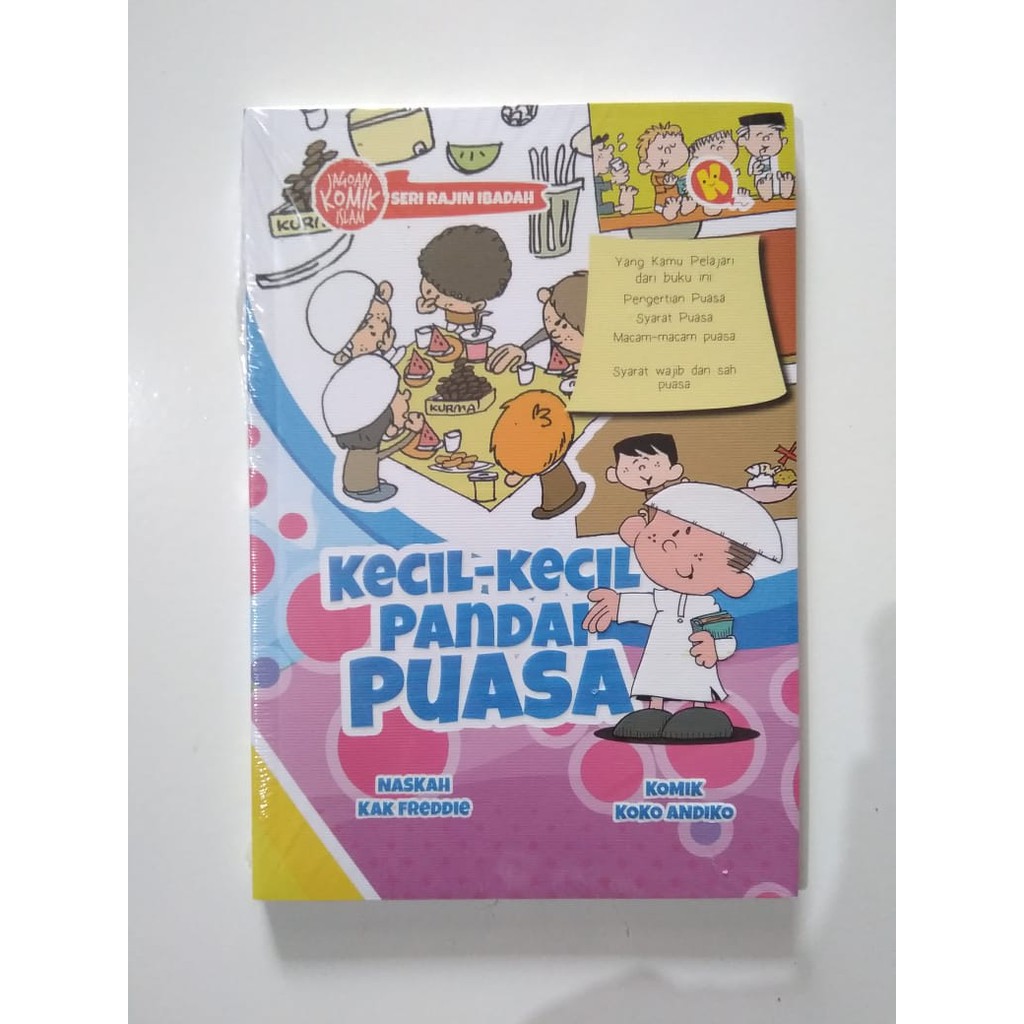 JAGOAN
KOMIK
ISLAM
SERI RAJIN IBADAH
K
Yang Kamu Pelajari
dari buku ini
Pengertian Puasa
Syarat Puasa
Macam-macam puasa
Syarat wajib dan sah
puasa
KURMA
KECIL-KECIL
PANDAI
PUASA
NASKAH
KAK FREDDIE
KOMIK
KOKO ANDIKO